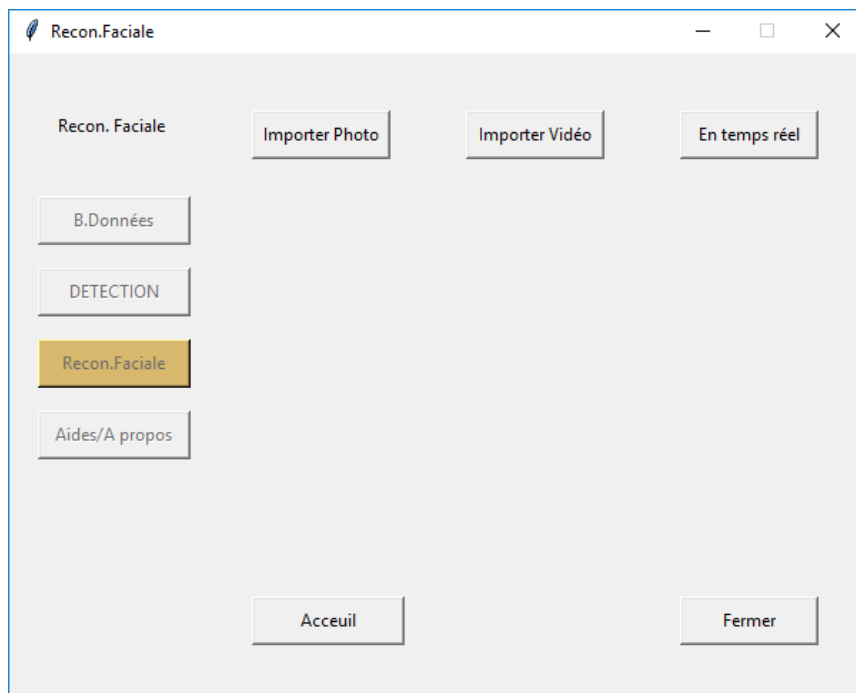 Recon.Faciale
Recon. Faciale
Importer Photo
Importer Vidéo
En temps réel
B.Données
DETECTION
Recon.Faciale
Aides/A propos
Acceuil
Fermer